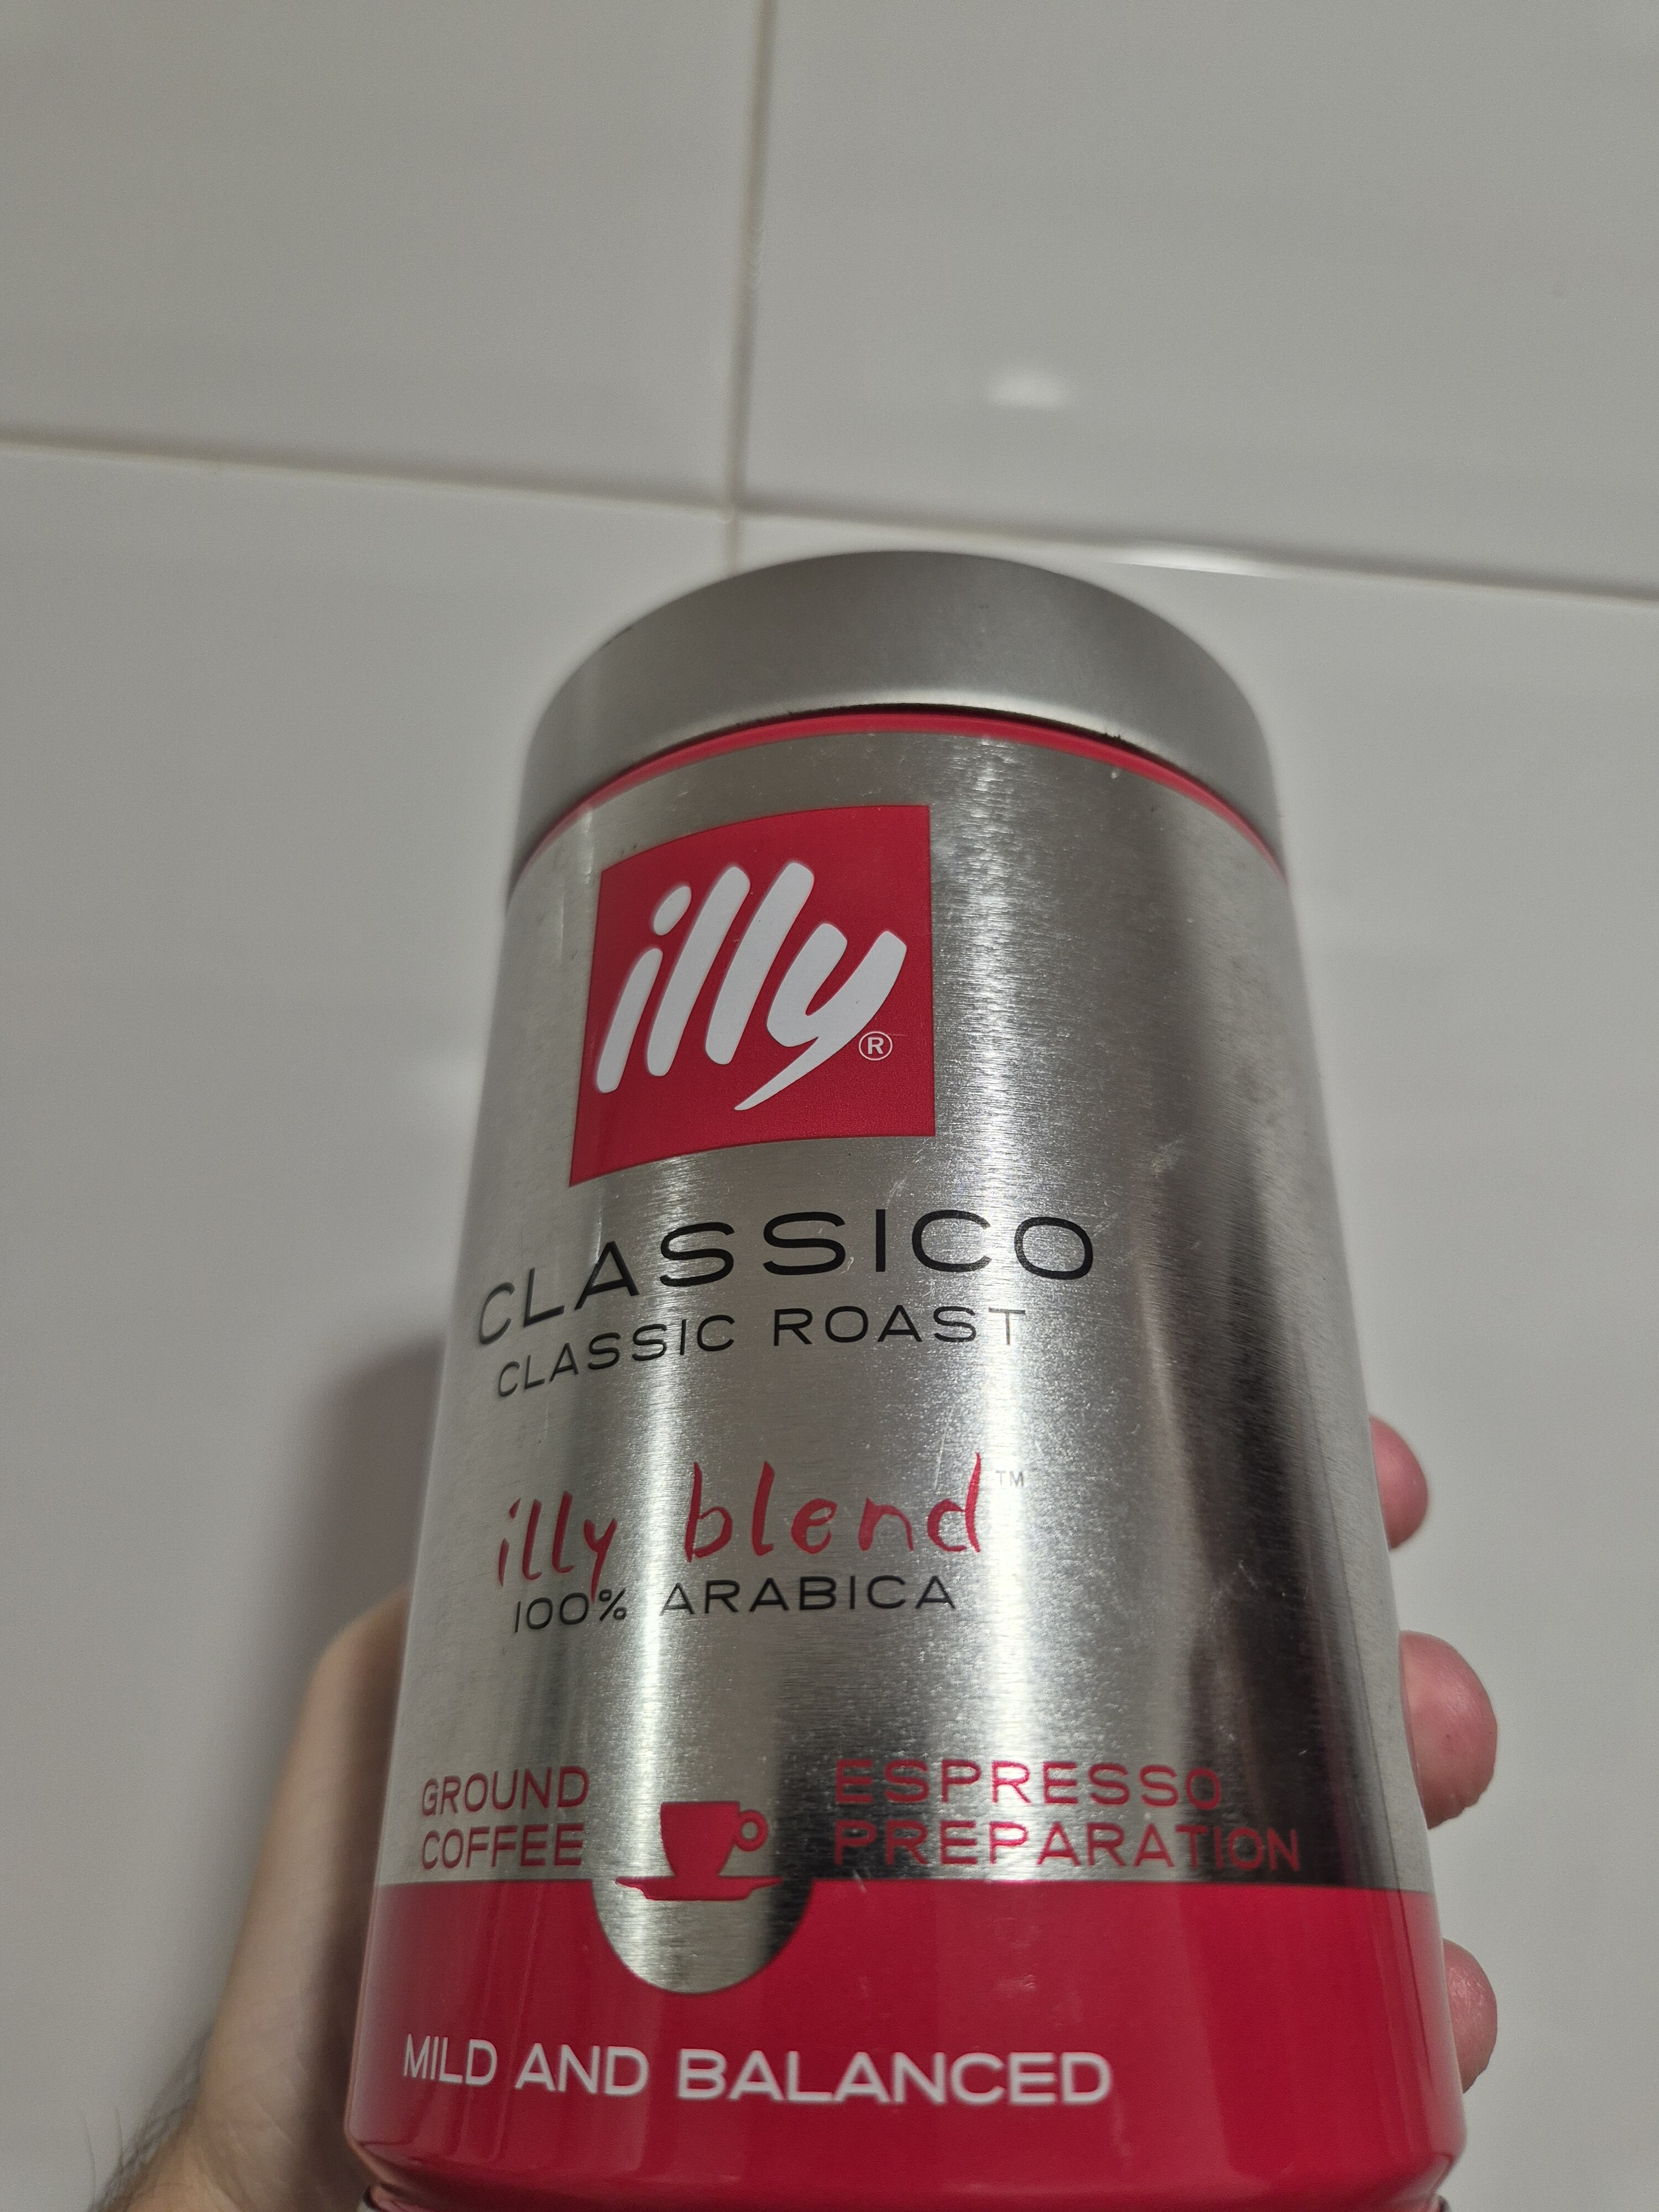 illy®
CLASSICO
CLASSIC ROAST
illy blend™
100% ARABICA
GROUND
COFFEE
ESPRESSO
PREPARATION
MILD AND BALANCED